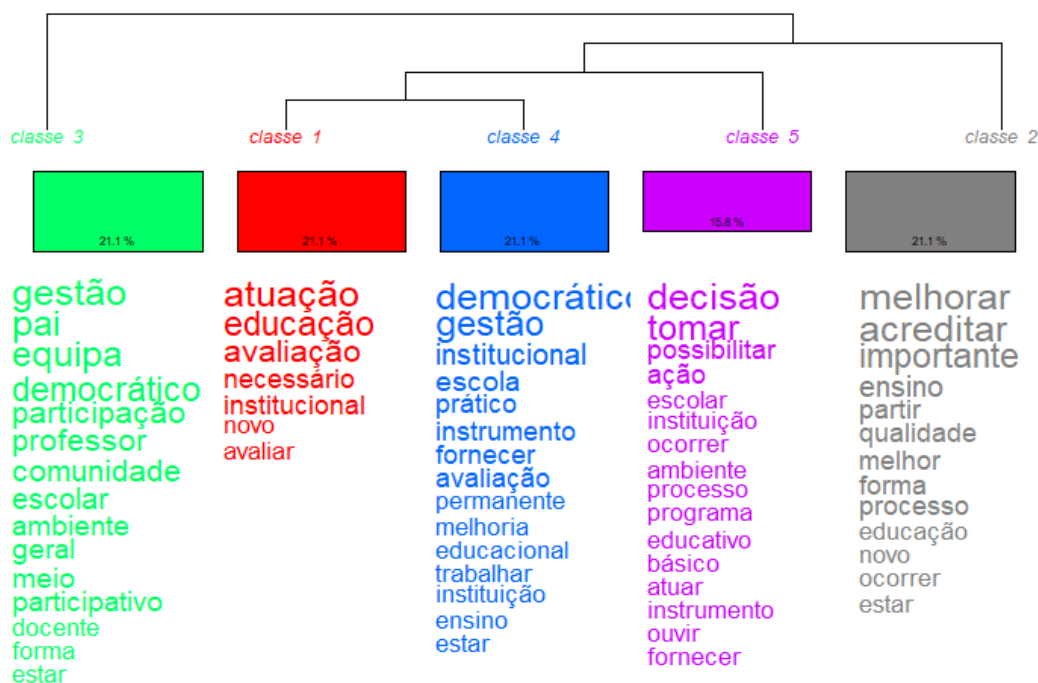 classe 3
classe 1
classe 4
classe 5
classe 2
21.1 %
21.1 %
21.1 %
15.8 %
21.1 %
gestão
pai
equipa
democrático
participação
professor
comunidade
escolar
ambiente
geral
meio
participativo
docente
forma
estar
atuação
educação
avaliação
necessário
institucional
novo
avaliar
democrático
gestão
institucional
escola
prático
instrumento
fornecer
avaliação
permanente
melhoria
educacional
trabalhar
instituição
ensino
estar
decisão
tomar
possibilitar
ação
escolar
instituição
ocorrer
ambiente
processo
programa
educativo
básico
atuar
instrumento
ouvir
fornecer
melhorar
acreditar
importante
ensino
partir
qualidade
melhor
forma
processo
educação
novo
ocorrer
estar